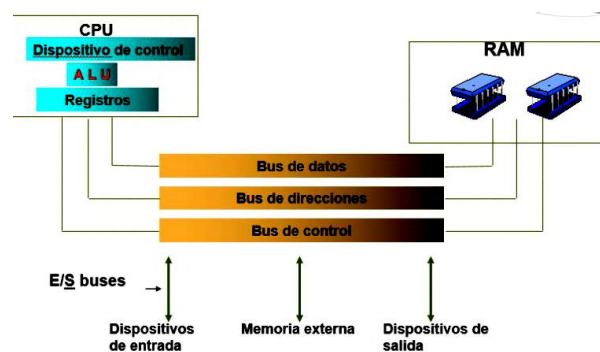 CPU
Dispositivo de control
A L U
Registros
RAM
Bus de datos
Bus de direcciones
Bus de control
E/S buses
Dispositivos
de entrada
Memoria externa
Dispositivos de
salida